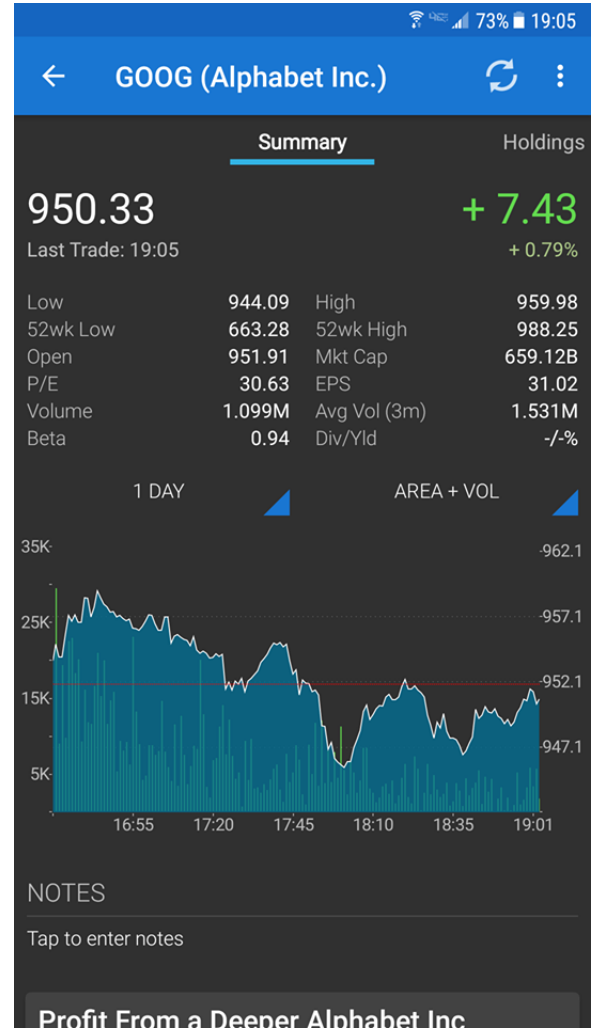 73% 19:05
GOOG (Alphabet Inc.)
Summary Holdings
950.33 + 7.43
Last Trade: 19:05 + 0.79%
Low 944.09 High 959.98
52wk Low 663.28 52wk High 988.25
Open 951.91 Mkt Cap 659.12B
P/E 30.63 EPS 31.02
Volume 1.099M Avg Vol (3m) 1.531M
Beta 0.94 Div/Yld -/-%
1 DAY AREA + VOL
35K 962.1
25K 957.1
15K 952.1
5K 947.1
16:55 17:20 17:45 18:10 18:35 19:01
NOTES
Tap to enter notes
Profit From a Deeper Alphabet Inc